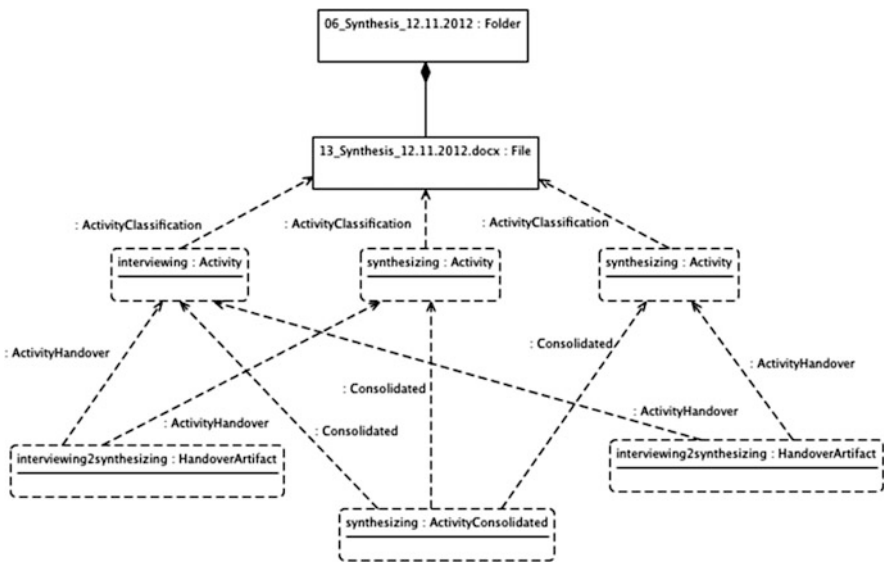 06_Synthesis_12.11.2012 : Folder
13_Synthesis_12.11.2012.docx : File
: ActivityClassification
: ActivityClassification
: ActivityClassification
interviewing : Activity
synthesizing : Activity
synthesizing : Activity
: Consolidated
: ActivityHandover
: ActivityHandover
: Consolidated
: ActivityHandover
: ActivityHandover
: Consolidated
interviewing2synthesizing : HandoverArtifact
interviewing2synthesizing : HandoverArtifact
synthesizing : ActivityConsolidated